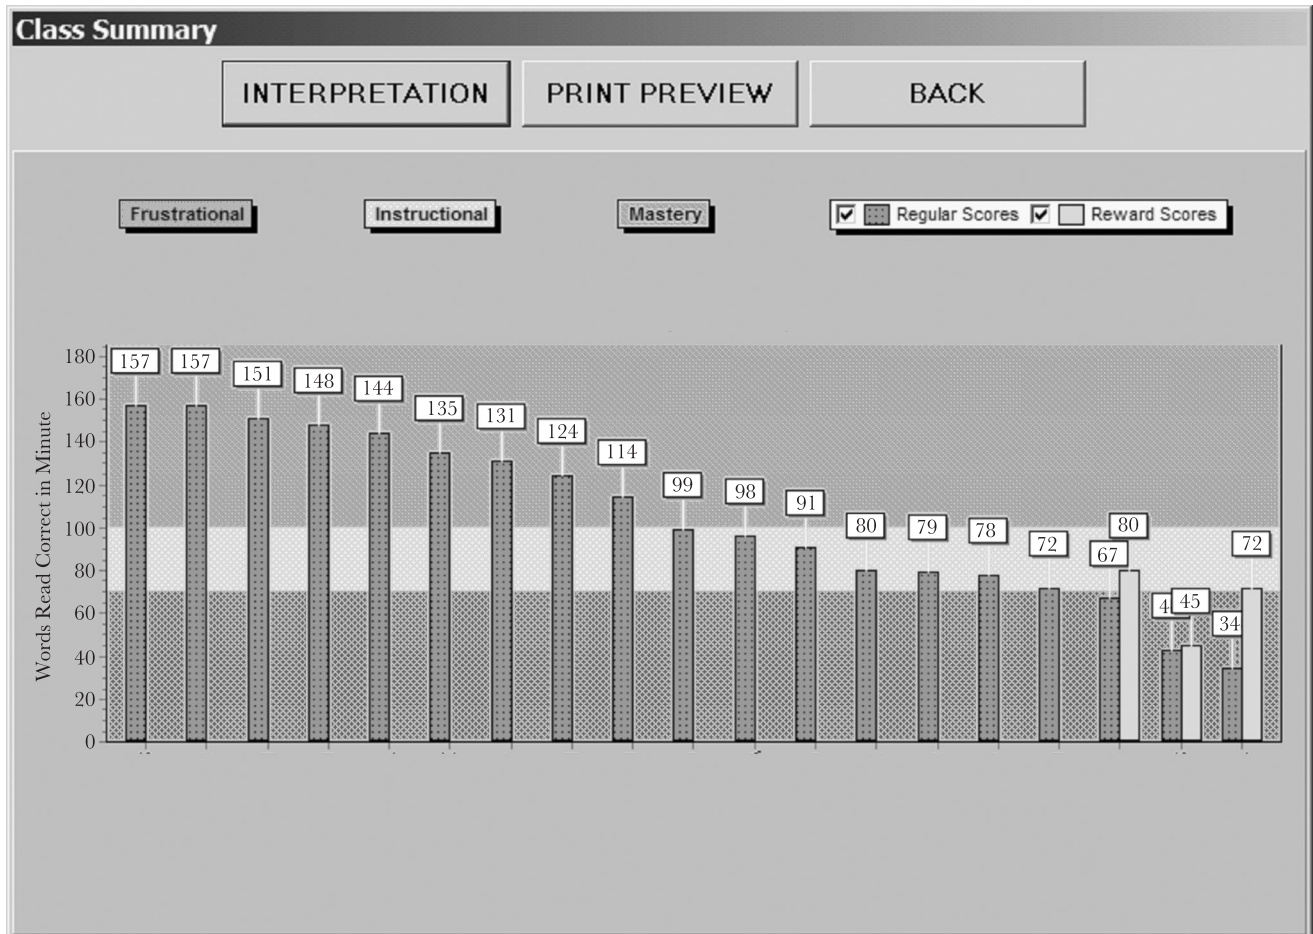 Class Summary
INTERPRETATION PRINT PREVIEW BACK
Frustrational Instructional Mastery Regular Scores Reward Scores
Words Read Correct in Minute
180
160
140
120
100
80
60
40
20
0
157 157 151 148 144 135 131 124 114 99 98 91 80 79 78 72 67 80 45 34 72